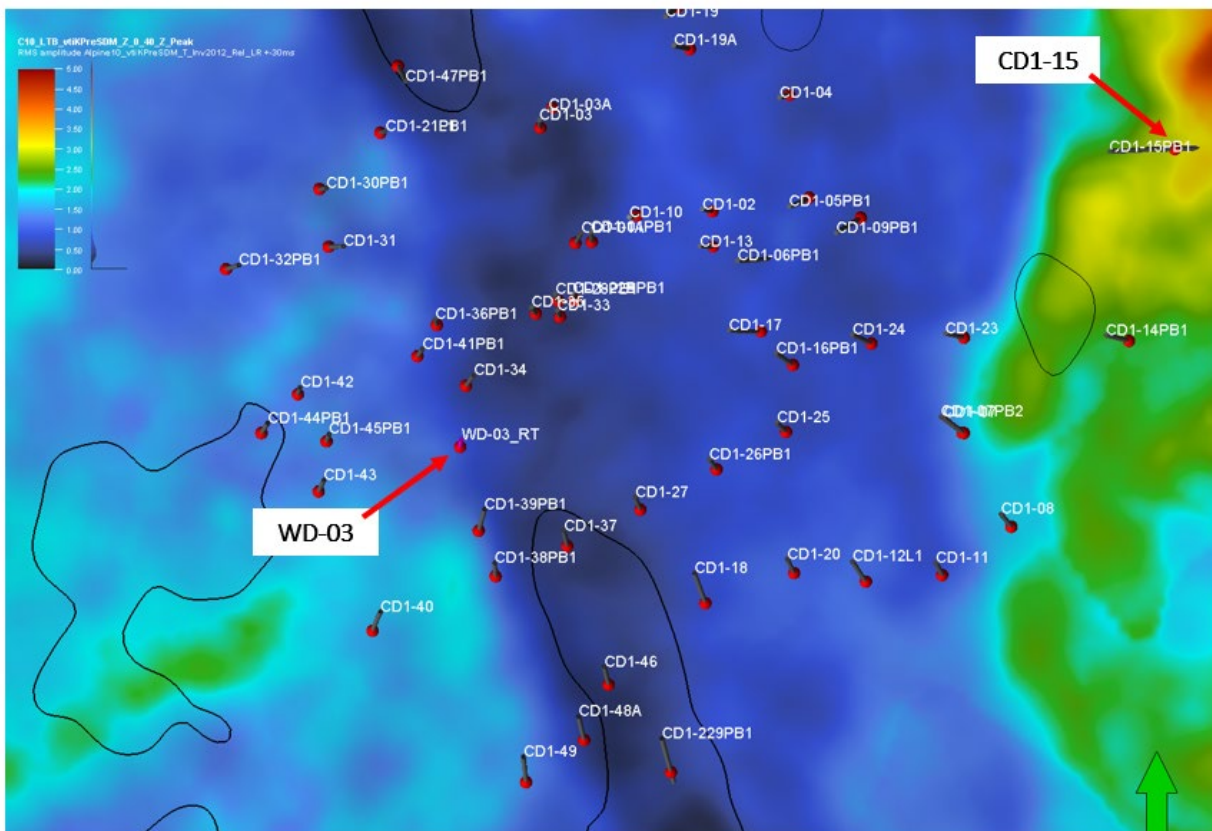 C10_LTB_vtiKPreSDM_Z_0_40_Z_Peak
RMS amplitude Alpine10_vtiKPreSDM_T_Inv2012_Rel_LR +-30ms
5.00
4.50
4.00
3.50
3.00
2.50
2.00
1.50
1.00
0.50
0.00
CD1-19
CD1-19A
CD1-15
CD1-47PB1
CD1-04
CD1-03A
CD1-03
CD1-15PB1
CD1-30PB1
CD1-10
CD1-02
CD1-05PB1
CD1-09PB1
CD1-31
CD1-13
CD1-06PB1
CD1-32PB1
CD1-33
CD1-36PB1
CD1-17
CD1-24
CD1-23
CD1-14PB1
CD1-41PB1
CD1-16PB1
CD1-34
CD1-42
CD1-44PB1
CD1-45PB1
WD-03_RT
CD1-25
CD1-26PB1
CD1-43
CD1-39PB1
CD1-27
CD1-08
WD-03
CD1-37
CD1-38PB1
CD1-18
CD1-20
CD1-12L1
CD1-11
CD1-40
CD1-46
CD1-48A
CD1-229PB1
CD1-49